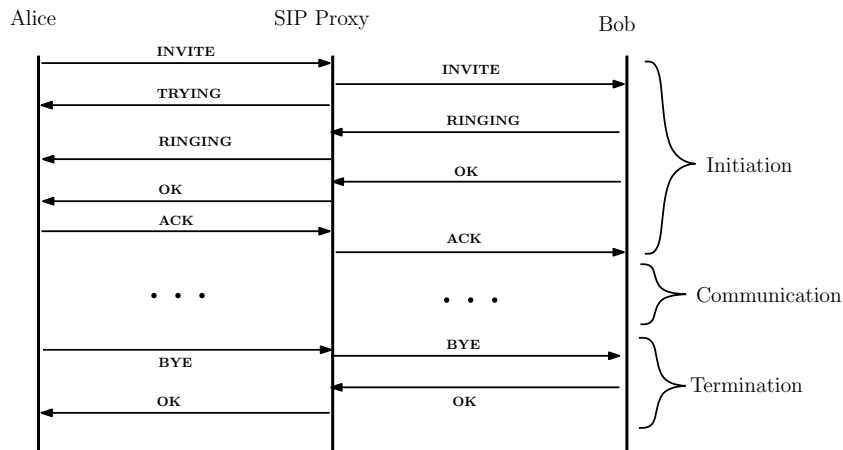 Alice
SIP Proxy
Bob
INVITE
INVITE
TRYING
RINGING
RINGING
OK
OK
ACK
ACK
Initiation
. . .
. . .
Communication
BYE
BYE
OK
OK
Termination